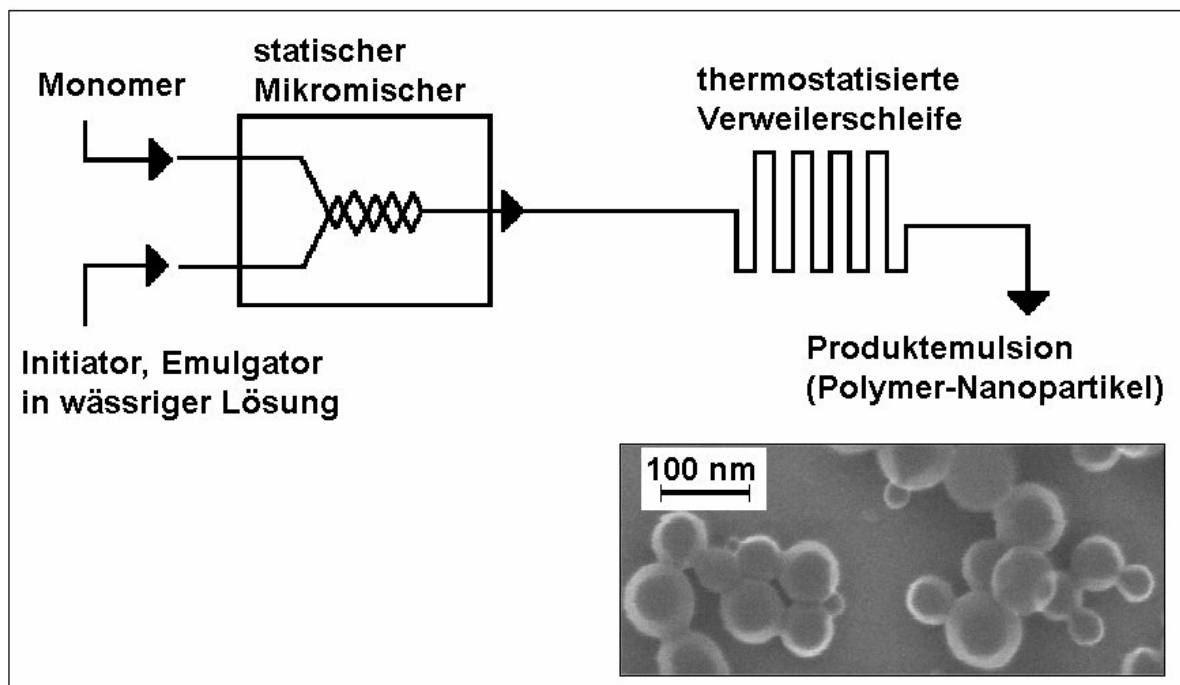 statischer
Mikromischer
Monomer
thermostatisierte
Verweilerschleife
Initiator, Emulgator
in wässriger Lösung
Produktemulsion
(Polymer-Nanopartikel)
100 nm